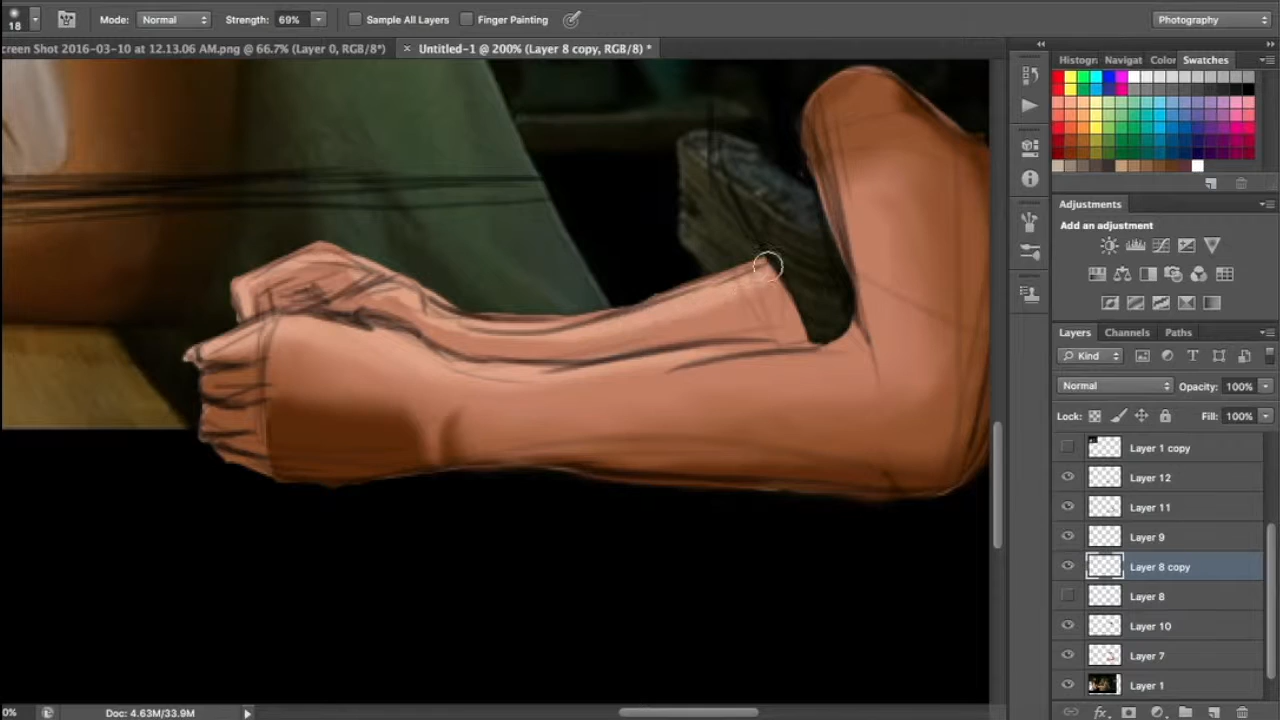 18 Mode: Normal Strength: 69% Sample All Layers Finger Painting Photography
creen Shot 2016-03-10 at 12.13.06 AM.png @ 66.7% (Layer 0, RGB/8*) × Untitled-1 @ 200% (Layer 8 copy, RGB/8) *
Histogr Navigat Color Swatches
Adjustments
Add an adjustment
Layers Channels Paths
Kind
Normal Opacity: 100%
Lock: Fill: 100%
Layer 1 copy
Layer 12
Layer 11
Layer 9
Layer 8 copy
Layer 8
Layer 10
Layer 7
Layer 1
0% Doc: 4.63M/33.9M fx